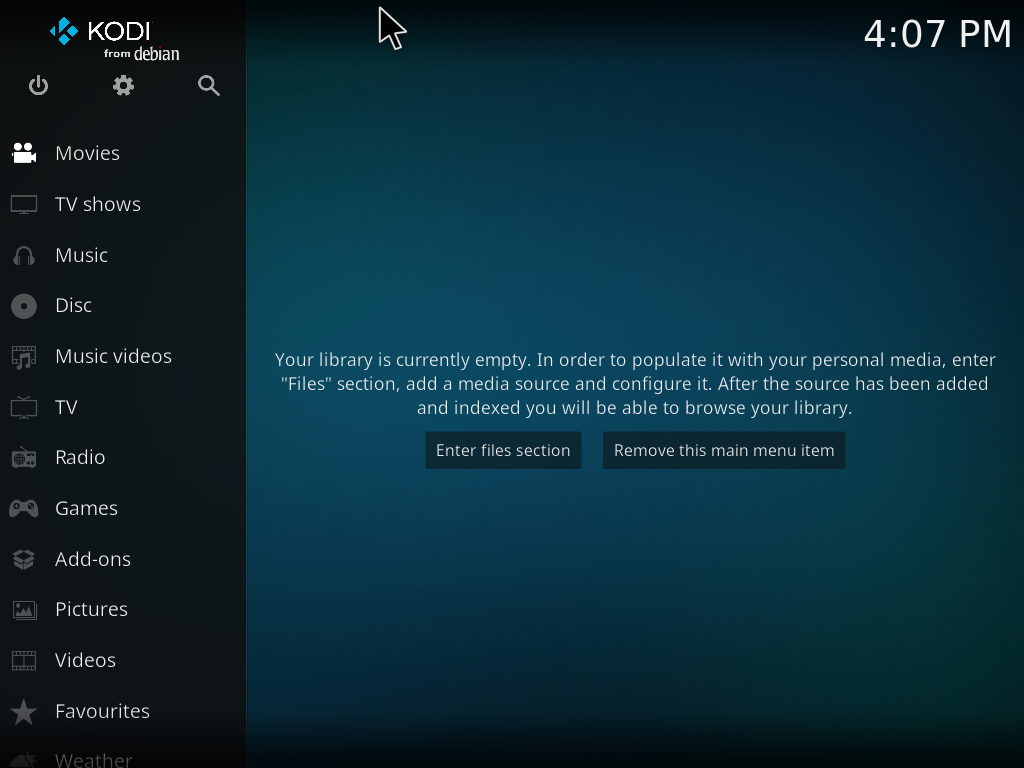 KODI
from debian
4:07 PM
Movies
TV shows
Music
Disc
Music videos
TV
Radio
Games
Add-ons
Pictures
Videos
Favourites
Weather
Your library is currently empty. In order to populate it with your personal media, enter
"Files" section, add a media source and configure it. After the source has been added
and indexed you will be able to browse your library.
Enter files section
Remove this main menu item